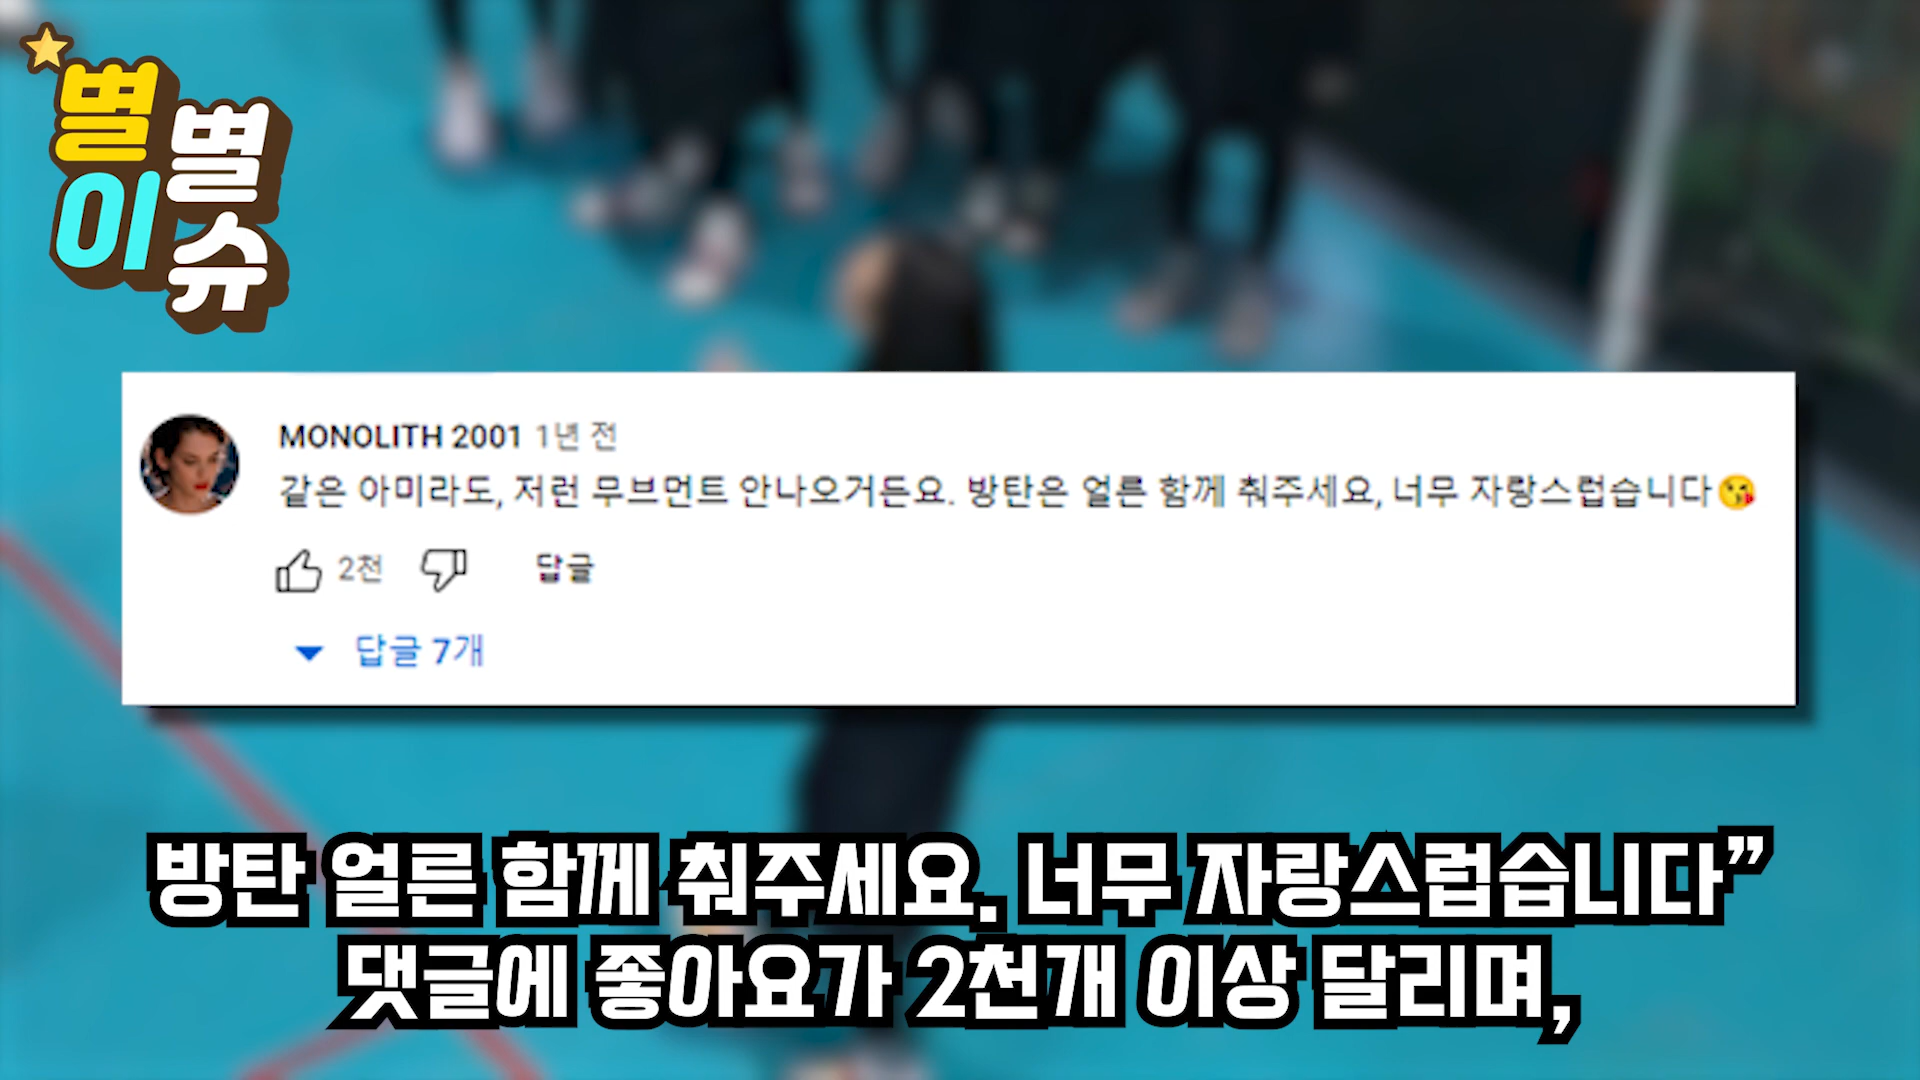 별별
이슈
MONOLITH 2001 1년 전
같은 아미라도, 저런 무브먼트 안나오거든요. 방탄은 얼른 함께 춰주세요, 너무 자랑스럽습니다😘
2천 답글
답글 7개
방탄 얼른 함께 춰주세요. 너무 자랑스럽습니다”
댓글에 좋아요가 2천개 이상 달리며,